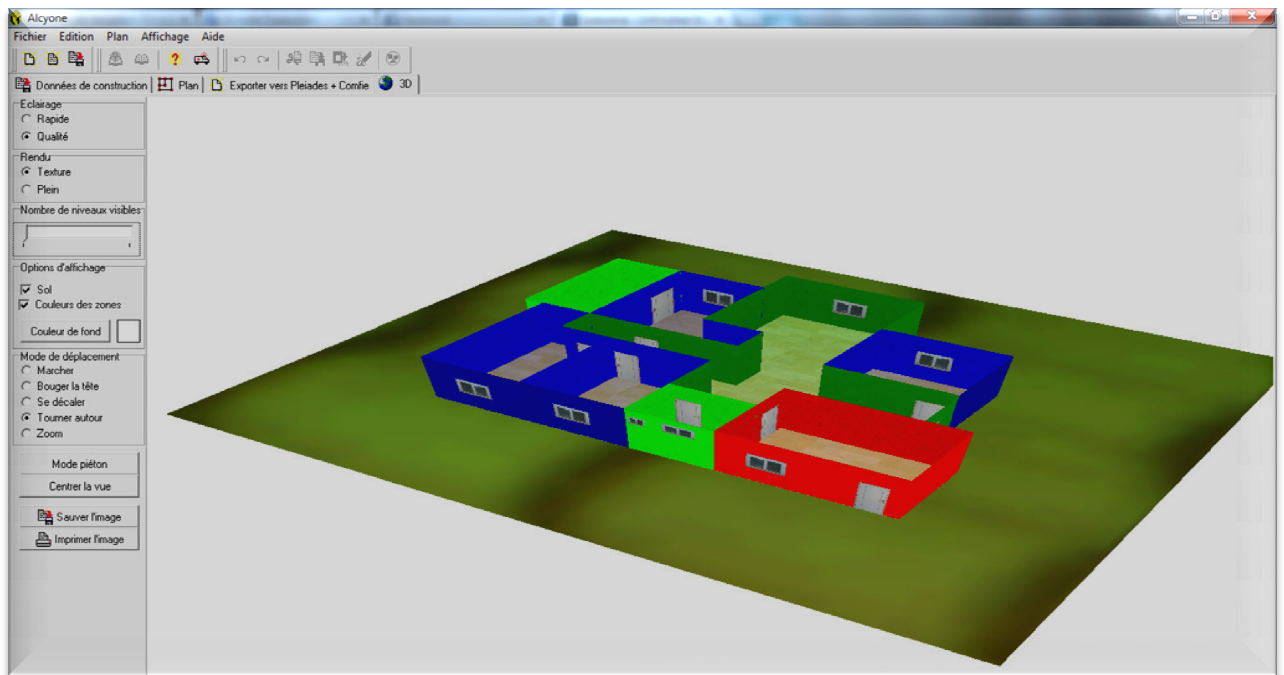 Alcyone
Fichier Edition Plan Affichage Aide
Données de construction Plan Exporter vers Pleiades + Comfie 3D
Eclairage
Rapide
Qualité
Rendu
Texture
Plein
Nombre de niveaux visibles
Options d'affichage
Sol
Couleurs des zones
Couleur de fond
Mode de déplacement
Marcher
Bouger la tête
Se décaler
Tourner autour
Zoom
Mode piéton
Centrer la vue
Sauver l'image
Imprimer l'image